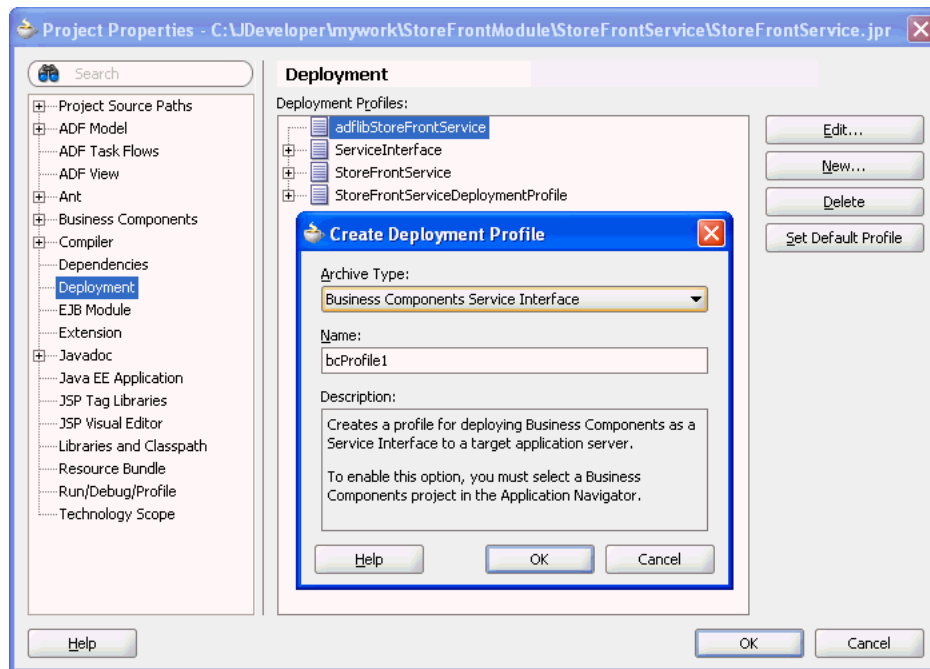 Project Properties - C:\JDeveloper\mywork\StoreFrontModule\StoreFrontService\StoreFrontService.jpr
Search
Project Source Paths
ADF Model
ADF Task Flows
ADF View
Ant
Business Components
Compiler
Dependencies
Deployment
EJB Module
Extension
Javadoc
Java EE Application
JSP Tag Libraries
JSP Visual Editor
Libraries and Classpath
Resource Bundle
Run/Debug/Profile
Technology Scope
Deployment
Deployment Profiles:
adflibStoreFrontService
ServiceInterface
StoreFrontService
StoreFrontServiceDeploymentProfile
Edit...
New...
Delete
Set Default Profile
Create Deployment Profile
Archive Type:
Business Components Service Interface
Name:
bcProfile1
Description:
Creates a profile for deploying Business Components as a
Service Interface to a target application server.
To enable this option, you must select a Business
Components project in the Application Navigator.
Help
OK
Cancel
Help
OK
Cancel